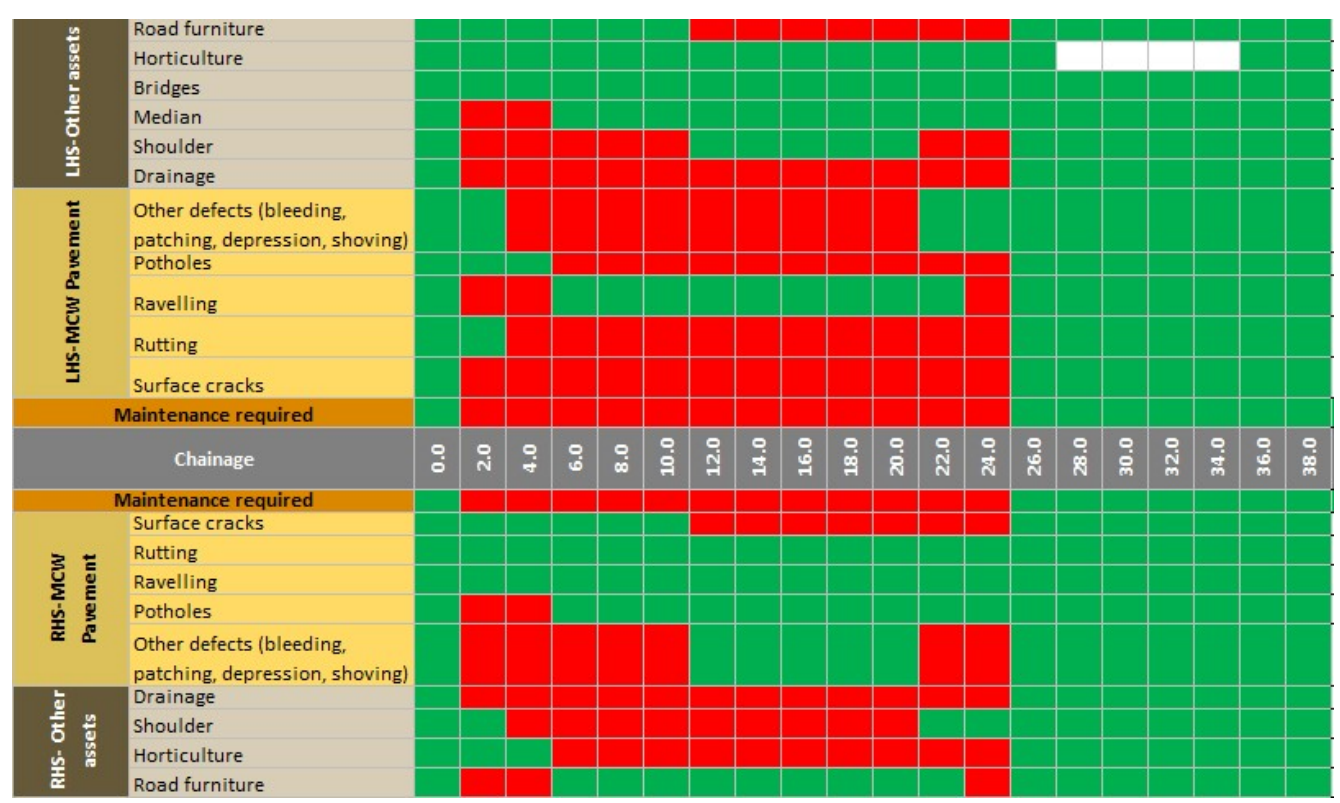 LHS-Other assets
Road furniture
Horticulture
Bridges
Median
Shoulder
Drainage
LHS-MCW Pavement
Other defects (bleeding,
patching, depression, shoving)
Potholes
Ravelling
Rutting
Surface cracks
Maintenance required
Chainage 0.0 2.0 4.0 6.0 8.0 10.0 12.0 14.0 16.0 18.0 20.0 22.0 24.0 26.0 28.0 30.0 32.0 34.0 36.0 38.0
Maintenance required
RHS-MCW
Pavement
Surface cracks
Rutting
Ravelling
Potholes
Other defects (bleeding,
patching, depression, shoving)
RHS- Other
assets
Drainage
Shoulder
Horticulture
Road furniture